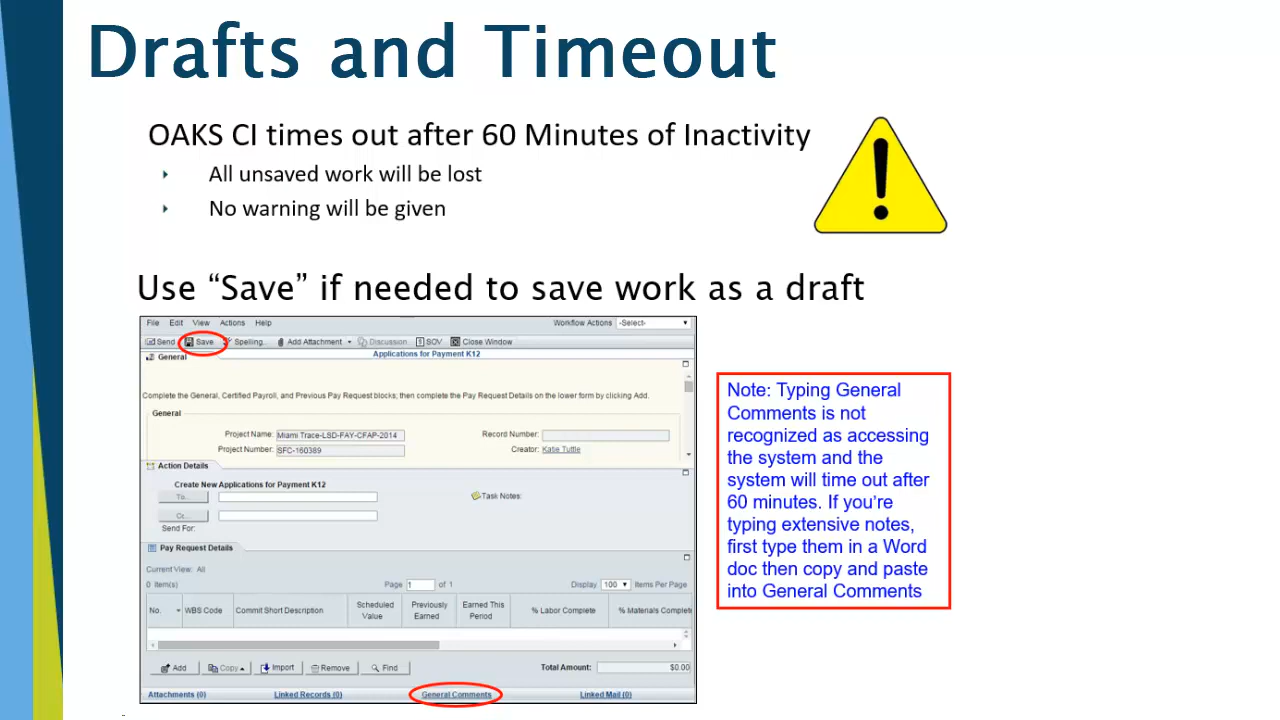 Drafts and Timeout
OAKS CI times out after 60 Minutes of Inactivity
All unsaved work will be lost
No warning will be given
Use “Save” if needed to save work as a draft
File Edit View Actions Help Workflow Actions -Select-
Send Save Spelling... Add Attachment Discussion SOV Close Window
Applications for Payment K12
General
Complete the General, Certified Payroll, and Previous Pay Request blocks; then complete the Pay Request Details on the lower form by clicking Add.
General
Project Name: Miami Trace-LSD-FAY-CFAP-2014 Record Number:
Project Number: SFC-160389 Creator: Katie Tuttle
Action Details
Create New Applications for Payment K12
To... Task Notes:
Cc...
Send For:
Pay Request Details
Current View: All
0 Item(s) Page 1 of 1 Display 100 Items Per Page
No. WBS Code Commit Short Description Scheduled Value Previously Earned Earned This Period % Labor Complete % Materials Complete
Add Copy Import Remove Find Total Amount: $0.00
Attachments (0) Linked Records (0) General Comments Linked Mail (0)
Note: Typing General
Comments is not
recognized as accessing
the system and the
system will time out after
60 minutes. If you’re
typing extensive notes,
first type them in a Word
doc then copy and paste
into General Comments